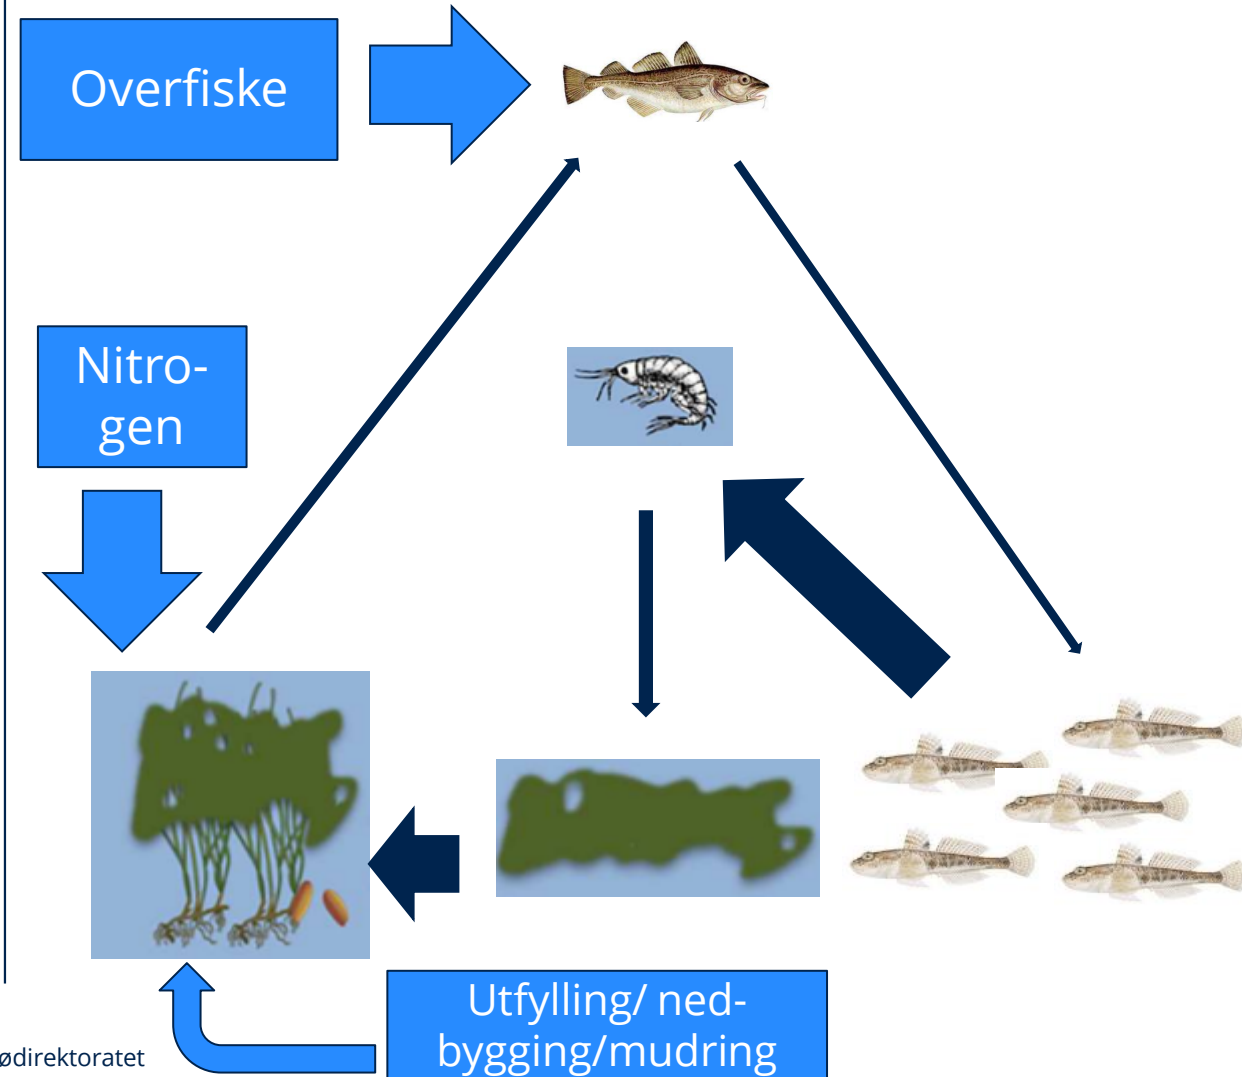 Overfiske
Nitro-
gen
Utfylling/ ned-
bygging/mudring
ødirektoratet